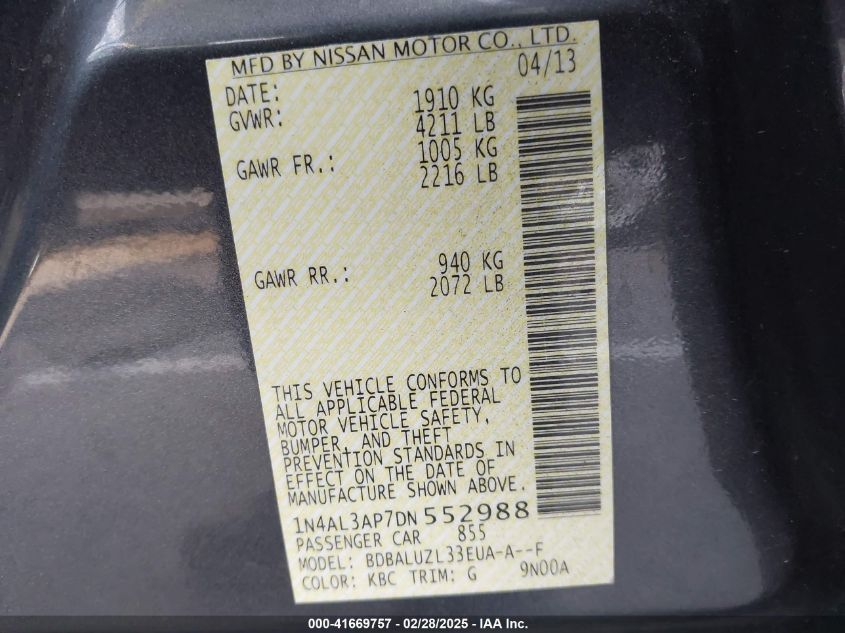 MFD BY NISSAN MOTOR CO., LTD.
DATE: 04/13
GVWR: 1910 KG
4211 LB
GAWR FR.: 1005 KG
2216 LB
GAWR RR.: 940 KG
2072 LB
THIS VEHICLE CONFORMS TO
ALL APPLICABLE FEDERAL
MOTOR VEHICLE SAFETY,
BUMPER, AND THEFT
PREVENTION STANDARDS IN
EFFECT ON THE DATE OF
MANUFACTURE SHOWN ABOVE.
1N4AL3AP7DN552988
PASSENGER CAR 855
MODEL: BDBALUZL33EUA-A--F
COLOR: KBC TRIM: G 9N00A
000-41669757 - 02/28/2025 - IAA Inc.